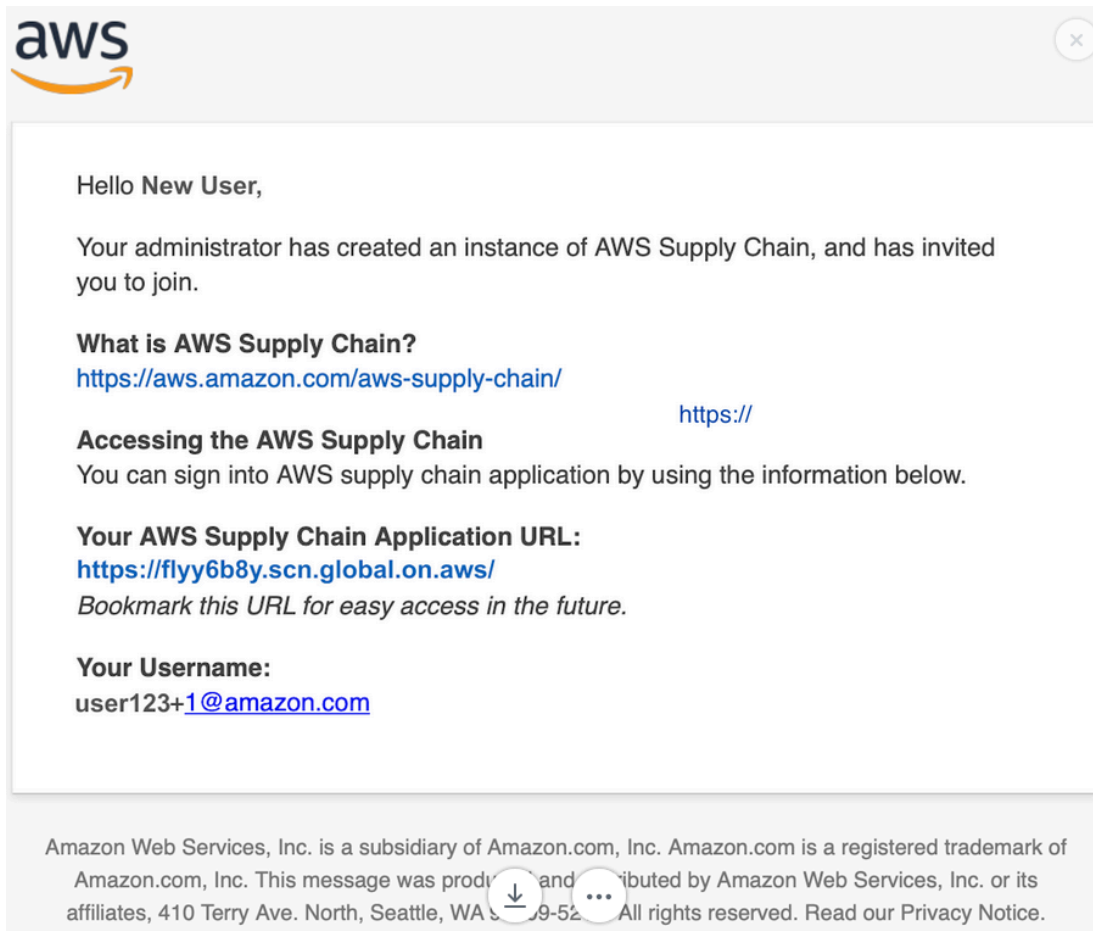 aws
Hello New User,
Your administrator has created an instance of AWS Supply Chain, and has invited
you to join.
What is AWS Supply Chain?
https://aws.amazon.com/aws-supply-chain/
https://
Accessing the AWS Supply Chain
You can sign into AWS supply chain application by using the information below.
Your AWS Supply Chain Application URL:
https://flyy6b8y.scn.global.on.aws/
Bookmark this URL for easy access in the future.
Your Username:
user123+1@amazon.com
Amazon Web Services, Inc. is a subsidiary of Amazon.com, Inc. Amazon.com is a registered trademark of
Amazon.com, Inc. This message was and by Amazon Web Services, Inc. or its
affiliates, 410 Terry Ave. North, Seattle, WA All rights reserved. Read our Privacy Notice.